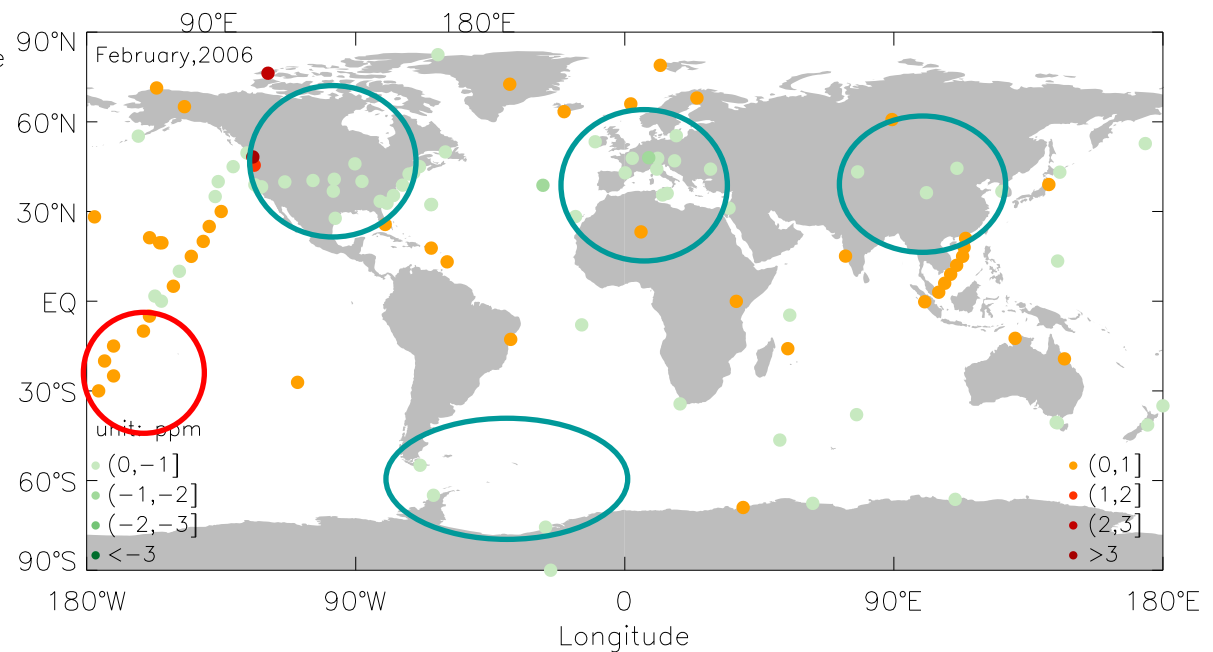 90°E 180°E
e
90°N
February,2006
60°N
30°N
EQ
30°S
unit: ppm
(0,−1] (0,1]
60°S
(−1,−2] (1,2]
(−2,−3] (2,3]
<−3 >3
90°S
180°W 90°W 0 90°E 180°E
Longitude